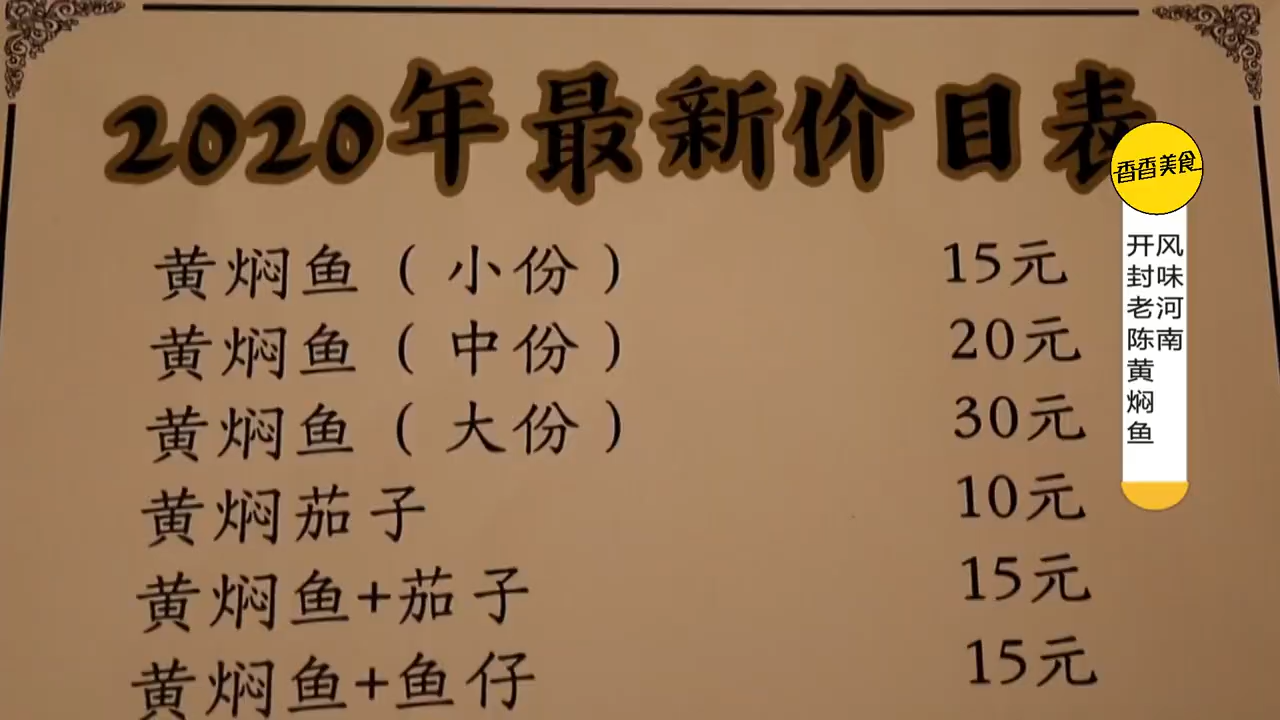 2020年最新价目表
黄焖鱼（小份） 15元
黄焖鱼（中份） 20元
黄焖鱼（大份） 30元
黄焖茄子 10元
黄焖鱼+茄子 15元
黄焖鱼+鱼仔 15元
香香美食
风味河南
开封老陈黄焖鱼